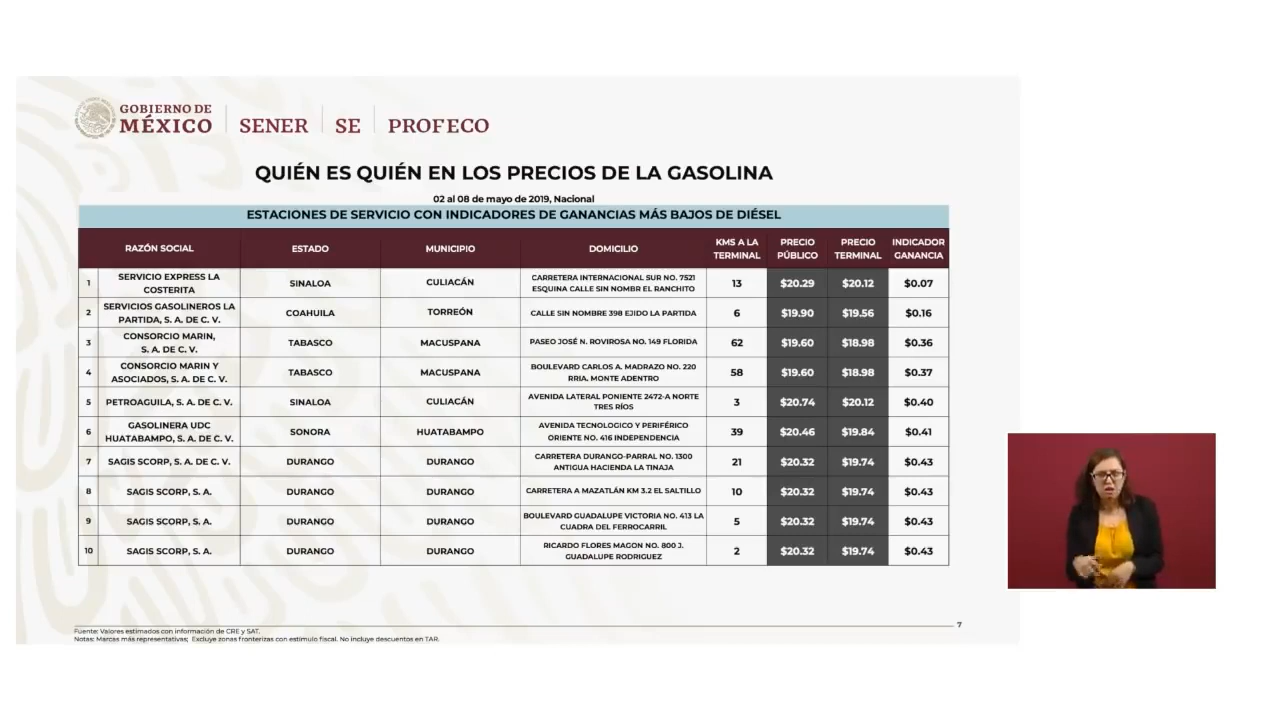 GOBIERNO DE
MÉXICO
SENER
SE
PROFECO
QUIÉN ES QUIÉN EN LOS PRECIOS DE LA GASOLINA
02 al 08 de mayo de 2019, Nacional
ESTACIONES DE SERVICIO CON INDICADORES DE GANANCIAS MÁS BAJOS DE DIÉSEL
RAZÓN SOCIAL ESTADO MUNICIPIO DOMICILIO KMS A LA TERMINAL PRECIO PÚBLICO PRECIO TERMINAL INDICADOR GANANCIA
1 SERVICIO EXPRESS LA COSTERITA SINALOA CULIACÁN CARRETERA INTERNACIONAL SUR NO. 7521 ESQUINA CALLE SIN NOMBR EL RANCHITO 13 $20.29 $20.12 $0.07
2 SERVICIOS GASOLINEROS LA PARTIDA, S. A. DE C. V. COAHUILA TORREÓN CALLE SIN NOMBRE 398 EJIDO LA PARTIDA 6 $19.90 $19.56 $0.16
3 CONSORCIO MARIN, S. A. DE C. V. TABASCO MACUSPANA PASEO JOSÉ N. ROVIROSA NO. 149 FLORIDA 62 $19.60 $18.98 $0.36
4 CONSORCIO MARIN Y ASOCIADOS, S. A. DE C. V. TABASCO MACUSPANA BOULEVARD CARLOS A. MADRAZO NO. 220 RRIA. MONTE ADENTRO 58 $19.60 $18.98 $0.37
5 PETROAGUILA, S. A. DE C. V. SINALOA CULIACÁN AVENIDA LATERAL PONIENTE 2472-A NORTE TRES RÍOS 3 $20.74 $20.12 $0.40
6 GASOLINERA UDC HUATABAMPO, S. A. DE C. V. SONORA HUATABAMPO AVENIDA TECNOLOGICO Y PERIFÉRICO ORIENTE NO. 416 INDEPENDENCIA 39 $20.46 $19.84 $0.41
7 SAGIS SCORP, S. A. DE C. V. DURANGO DURANGO CARRETERA DURANGO-PARRAL NO. 1300 ANTIGUA HACIENDA LA TINAJA 21 $20.32 $19.74 $0.43
8 SAGIS SCORP, S. A. DURANGO DURANGO CARRETERA A MAZATLÁN KM 3.2 EL SALTILLO 10 $20.32 $19.74 $0.43
9 SAGIS SCORP, S. A. DURANGO DURANGO BOULEVARD GUADALUPE VICTORIA NO. 413 LA CUADRA DEL FERROCARRIL 5 $20.32 $19.74 $0.43
10 SAGIS SCORP, S. A. DURANGO DURANGO RICARDO FLORES MAGON NO. 800 J. GUADALUPE RODRIGUEZ 2 $20.32 $19.74 $0.43
Fuente: Valores estimados con información de CRE y SAT.
Notas: Marcas más representativas; Excluye zonas fronterizas con estímulo fiscal. No incluye descuentos en TAR.
7